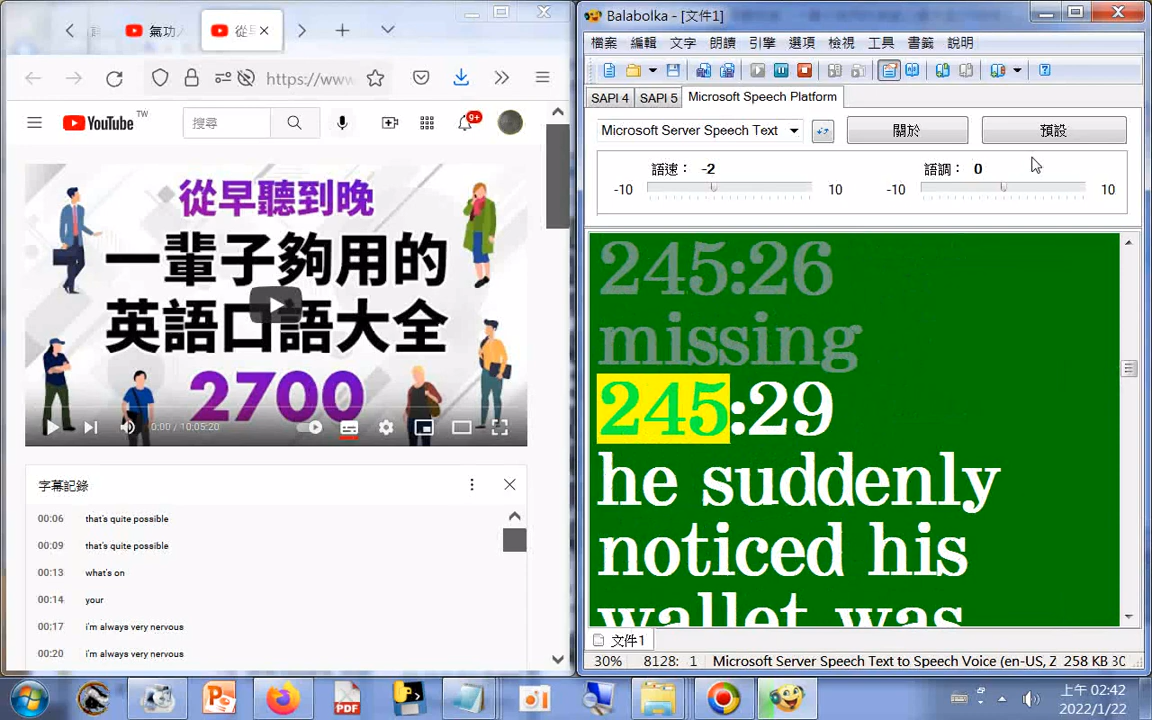 氣功
從
https://www
YouTube TW
搜尋
9+
從早聽到晚
一輩子夠用的
英語口語大全
2700
0:00 / 10:05:20
字幕記錄
00:06 that's quite possible
00:09 that's quite possible
00:13 what's on
00:14 your
00:17 i'm always very nervous
00:20 i'm always very nervous
Balabolka - [文件1]
檔案 編輯 文字 朗讀 引擎 選項 檢視 工具 書籤 說明
SAPI 4 SAPI 5 Microsoft Speech Platform
Microsoft Server Speech Text 關於 預設
語速： -2 語調： 0
-10 10 -10 10
245:26
missing
245:29
he suddenly
noticed his
wallet was
文件1
30% 8128: 1 Microsoft Server Speech Text to Speech Voice (en-US, Z 258 KB 30
PDF
上午 02:42
2022/1/22